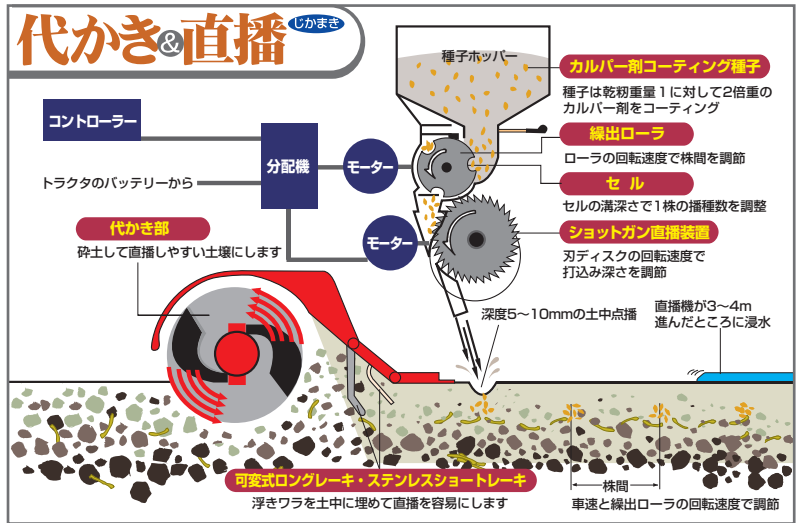 代かき&直播
じかまき
種子ホッパー
カルパー剤コーティング種子
種子は乾籾重量1に対して2倍重の
カルパー剤をコーティング
繰出ローラ
ローラの回転速度で株間を調節
セル
セルの溝深さで1株の播種数を調整
ショットガン直播装置
刃ディスクの回転速度で
打込み深さを調節
コントローラー
分配機
モーター
トラクタのバッテリーから
モーター
代かき部
砕土して直播しやすい土壌にします
深度5〜10mmの土中点播
直播機が3〜4m
進んだところに浸水
可変式ロングレーキ・ステンレスショートレーキ
浮きワラを土中に埋めて直播を容易にします
株間
車速と繰出ローラの回転速度で調節